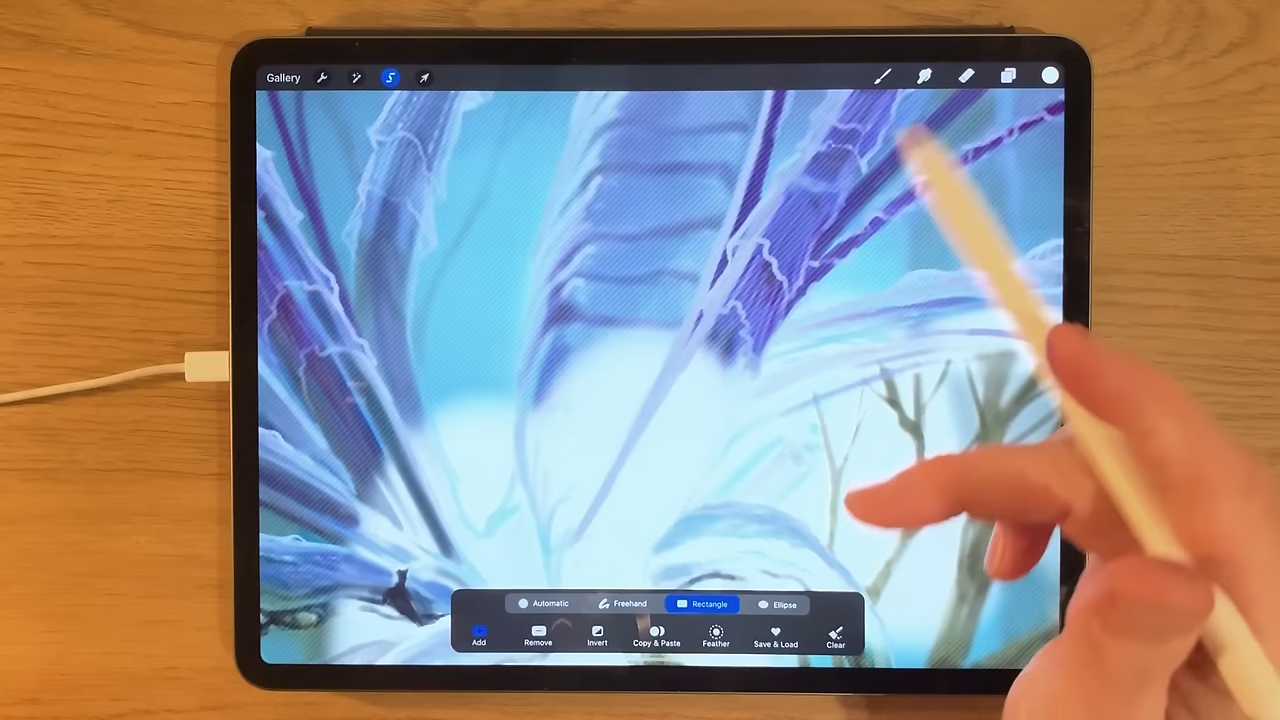 Gallery
Automatic Freehand Rectangle Ellipse
Add Remove Invert Copy & Paste Feather Save & Load Clear